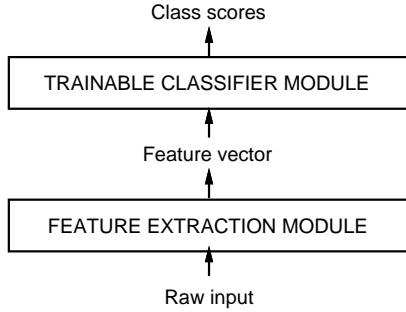 Class scores
TRAINABLE CLASSIFIER MODULE
Feature vector
FEATURE EXTRACTION MODULE
Raw input